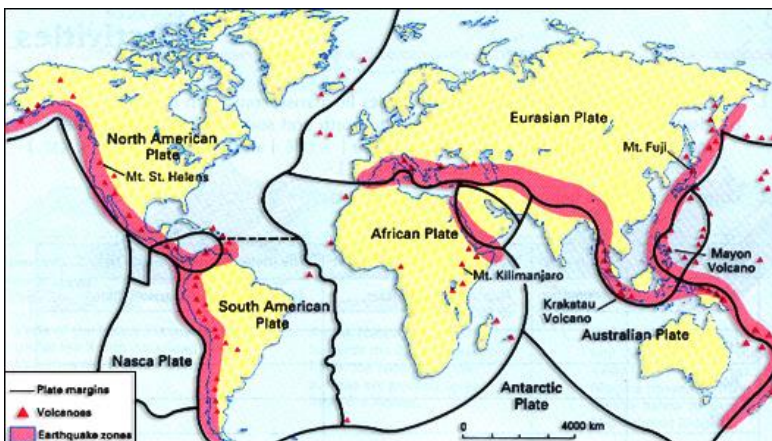 ctivities
Eurasian Plate
North American
Plate
Mt. Fuji
Mt. St. Helens
African Plate
Mayon
Volcano
Mt. Kilimanjaro
South American
Plate
Krakatau
Volcano
Australian Plate
Nasca Plate
Antarctic
Plate
Plate margins
Volcanoes
Earthquake zones
0 4000 km